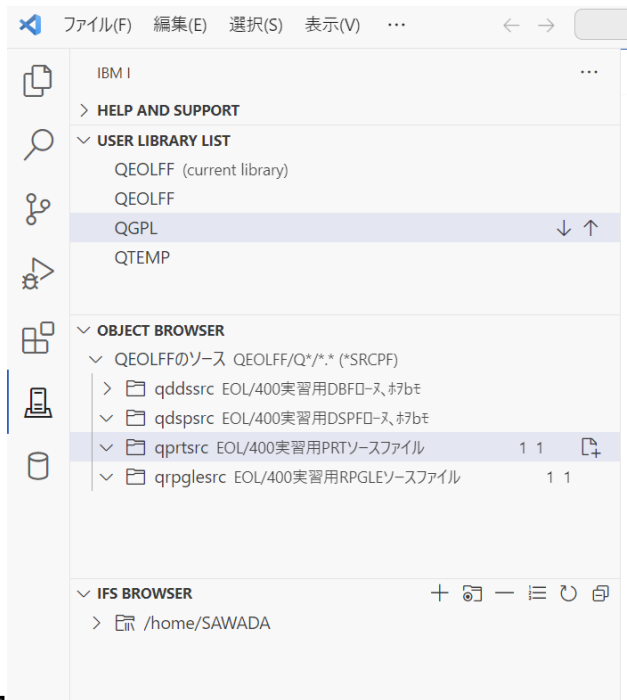 ファイル(F) 編集(E) 選択(S) 表示(V) ···
IBM I
HELP AND SUPPORT
USER LIBRARY LIST
QEOLFF (current library)
QEOLFF
QGPL
QTEMP
OBJECT BROWSER
QEOLFFのソース QEOLFF/Q*/*.* (*SRCPF)
qddssrc EOL/400実習用DBFﾛｰﾇ､ﾎｦbﾓ
qdspsrc EOL/400実習用DSPFﾛｰﾇ､ﾎｦbﾓ
qprtsrc EOL/400実習用PRTソースファイル 1 1
qrpglesrc EOL/400実習用RPGLEソースファイル 1 1
IFS BROWSER
/home/SAWADA